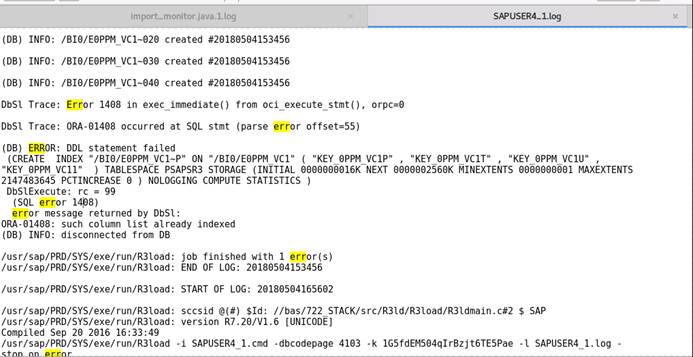 import_monitor.java.1.log
SAPUSER4_1.log
(DB) INFO: /BI0/E0PPM_VC1~020 created #20180504153456
(DB) INFO: /BI0/E0PPM_VC1~030 created #20180504153456
(DB) INFO: /BI0/E0PPM_VC1~040 created #20180504153456
DbSl Trace: Error 1408 in exec_immediate() from oci_execute_stmt(), orpc=0
DbSl Trace: ORA-01408 occurred at SQL stmt (parse error offset=55)
(DB) ERROR: DDL statement failed
(CREATE INDEX "/BI0/E0PPM_VC1~P" ON "/BI0/E0PPM_VC1" ( "KEY_0PPM_VC1P" , "KEY_0PPM_VC1T" , "KEY_0PPM_VC1U" ,
"KEY_0PPM_VC11" ) TABLESPACE PSAPSR3 STORAGE (INITIAL 0000000016K NEXT 0000002560K MINEXTENTS 0000000001 MAXEXTENTS
2147483645 PCTINCREASE 0 ) NOLOGGING COMPUTE STATISTICS )
DbSlExecute: rc = 99
(SQL error 1408)
error message returned by DbSl:
ORA-01408: such column list already indexed
(DB) INFO: disconnected from DB
/usr/sap/PRD/SYS/exe/run/R3load: job finished with 1 error(s)
/usr/sap/PRD/SYS/exe/run/R3load: END OF LOG: 20180504153456
/usr/sap/PRD/SYS/exe/run/R3load: START OF LOG: 20180504165602
/usr/sap/PRD/SYS/exe/run/R3load: sccsid @(#) $Id: //bas/722_STACK/src/R3ld/R3load/R3ldmain.c#2 $ SAP
/usr/sap/PRD/SYS/exe/run/R3load: version R7.20/V1.6 [UNICODE]
Compiled Sep 20 2016 16:33:49
/usr/sap/PRD/SYS/exe/run/R3load -i SAPUSER4_1.cmd -dbcodepage 4103 -k 1G5fdEM504qIrBzjt6TE5Pae -l SAPUSER4_1.log -
stop_on_error